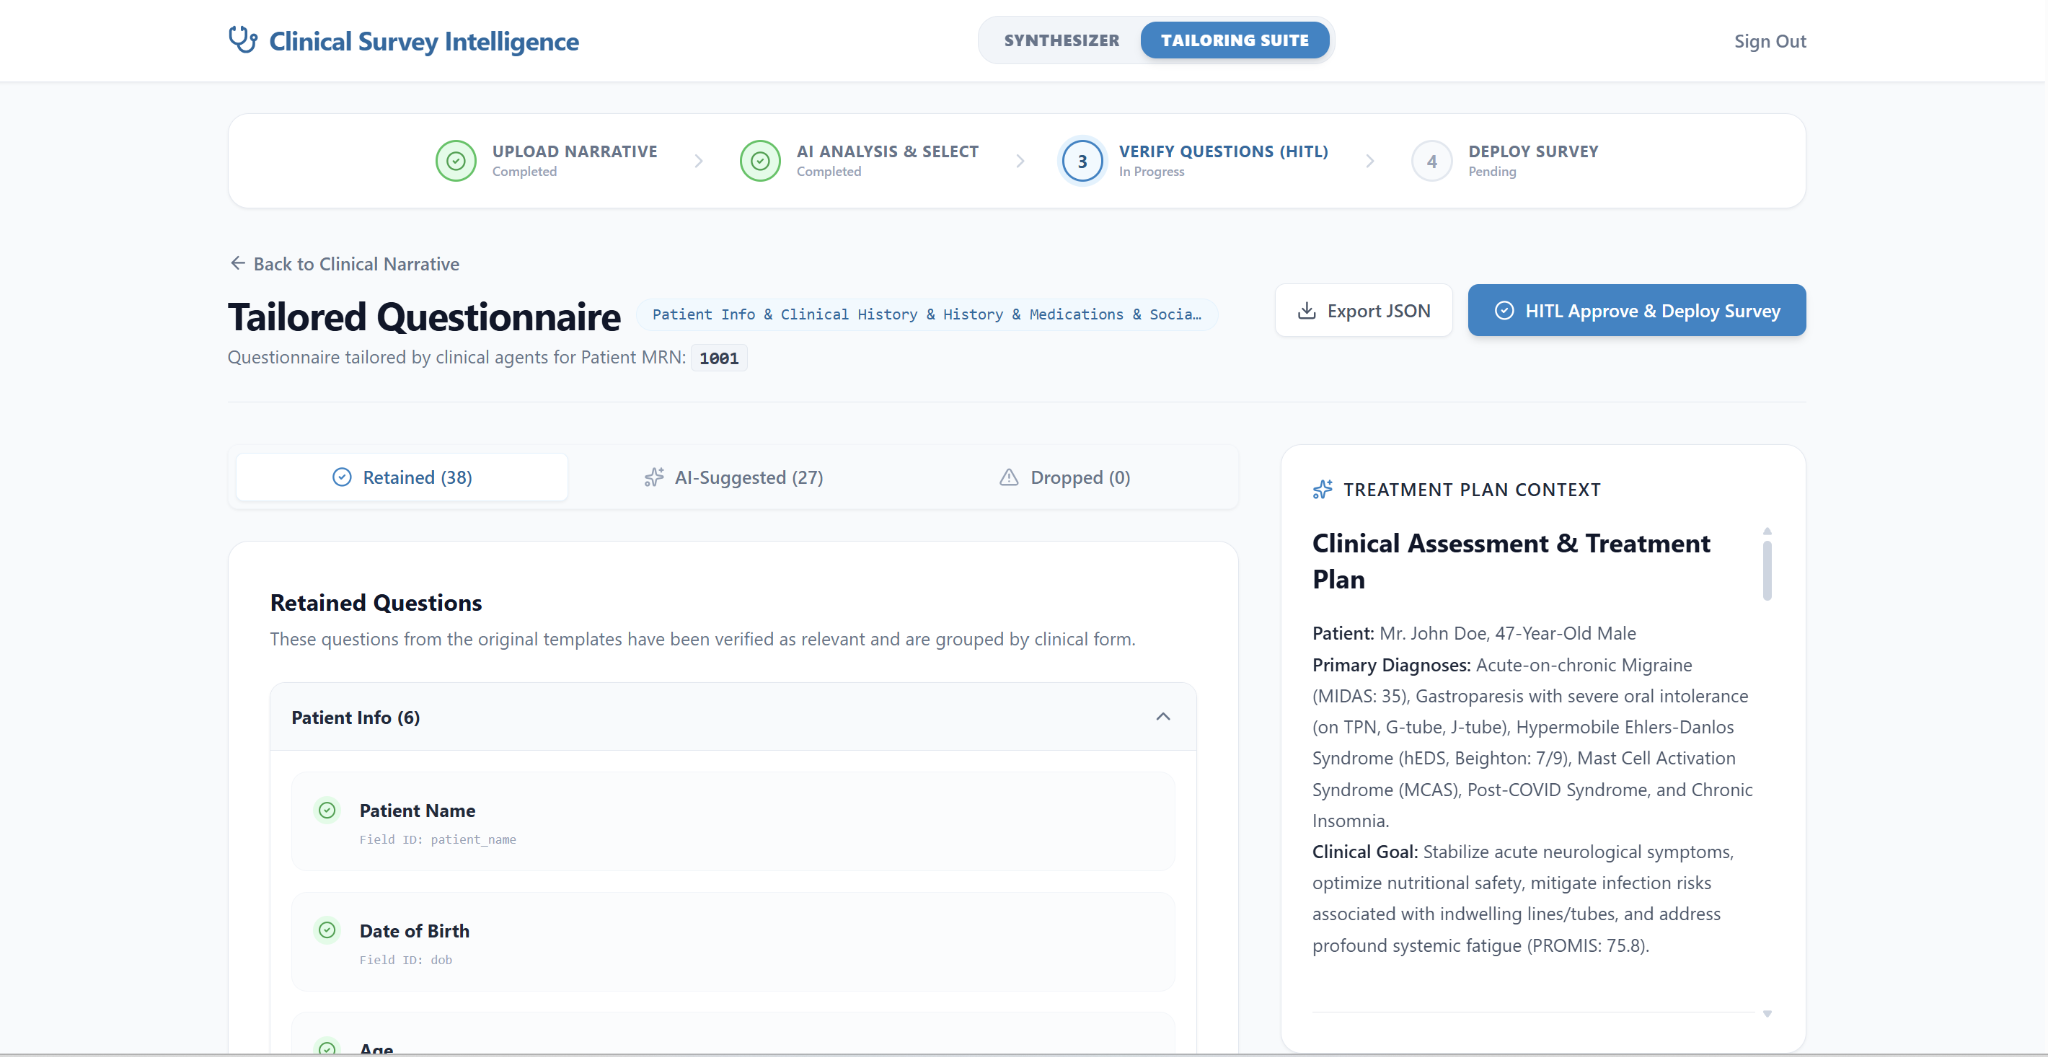 Clinical Survey Intelligence
SYNTHESIZER
TAILORING SUITE
Sign Out
UPLOAD NARRATIVE
Completed
AI ANALYSIS & SELECT
Completed
3
VERIFY QUESTIONS (HITL)
In Progress
4
DEPLOY SURVEY
Pending
Back to Clinical Narrative
Tailored Questionnaire
Patient Info & Clinical History & History & Medications & Socia…
Questionnaire tailored by clinical agents for Patient MRN: 1001
Export JSON
HITL Approve & Deploy Survey
Retained (38)
AI-Suggested (27)
Dropped (0)
Retained Questions
These questions from the original templates have been verified as relevant and are grouped by clinical form.
Patient Info (6)
Patient Name
Field ID: patient_name
Date of Birth
Field ID: dob
Age
TREATMENT PLAN CONTEXT
Clinical Assessment & Treatment
Plan
Patient: Mr. John Doe, 47-Year-Old Male
Primary Diagnoses: Acute-on-chronic Migraine
(MIDAS: 35), Gastroparesis with severe oral intolerance
(on TPN, G-tube, J-tube), Hypermobile Ehlers-Danlos
Syndrome (hEDS, Beighton: 7/9), Mast Cell Activation
Syndrome (MCAS), Post-COVID Syndrome, and Chronic
Insomnia.
Clinical Goal: Stabilize acute neurological symptoms,
optimize nutritional safety, mitigate infection risks
associated with indwelling lines/tubes, and address
profound systemic fatigue (PROMIS: 75.8).